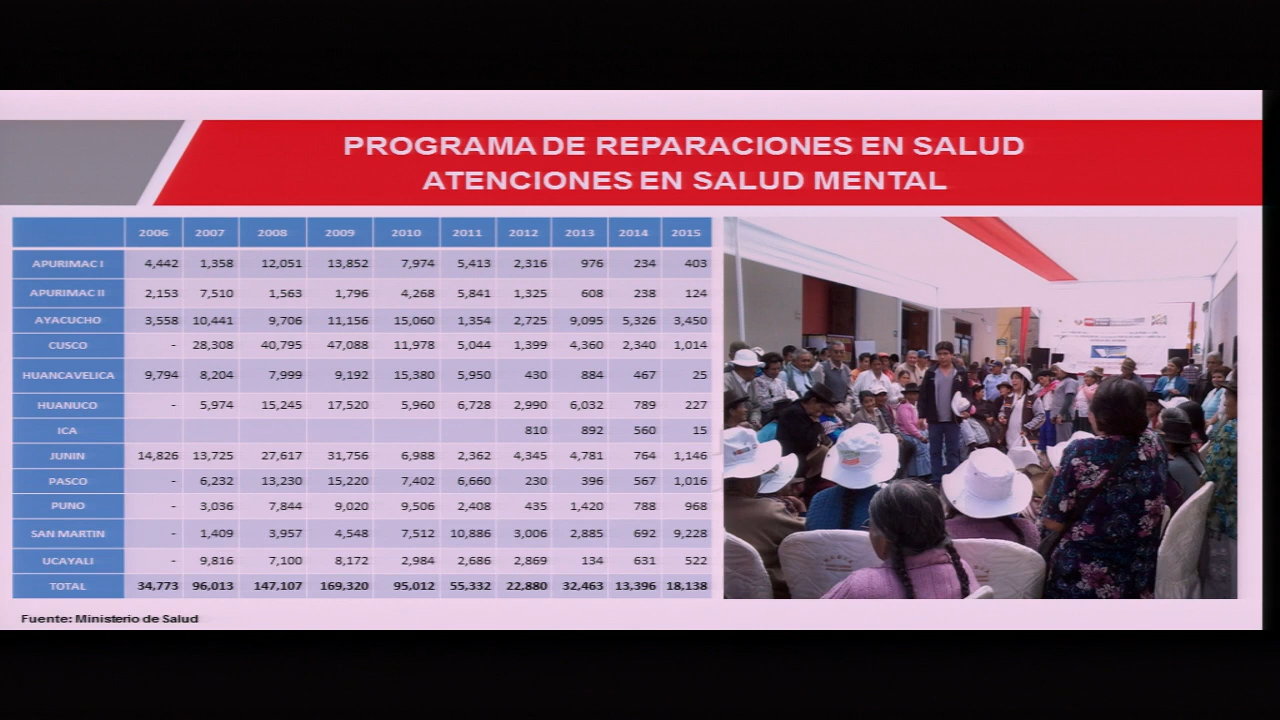 PROGRAMA DE REPARACIONES EN SALUD
ATENCIONES EN SALUD MENTAL
2006 2007 2008 2009 2010 2011 2012 2013 2014 2015
APURIMAC I 4,442 1,358 12,051 13,852 7,974 5,413 2,316 976 234 403
APURIMAC II 2,153 7,510 1,563 1,796 4,268 5,841 1,325 608 238 124
AYACUCHO 3,558 10,441 9,706 11,156 15,060 1,354 2,725 9,095 5,326 3,450
CUSCO - 28,308 40,795 47,088 11,978 5,044 1,399 4,360 2,340 1,014
HUANCAVELICA 9,794 8,204 7,999 9,192 15,380 5,950 430 884 467 25
HUANUCO - 5,974 15,245 17,520 5,960 6,728 2,990 6,032 789 227
ICA 810 892 560 15
JUNIN 14,826 13,725 27,617 31,756 6,988 2,362 4,345 4,781 764 1,146
PASCO - 6,232 13,230 15,220 7,402 6,660 230 396 567 1,016
PUNO - 3,036 7,844 9,020 9,506 2,408 435 1,420 788 968
SAN MARTIN - 1,409 3,957 4,548 7,512 10,886 3,006 2,885 692 9,228
UCAYALI - 9,816 7,100 8,172 2,984 2,686 2,869 134 631 522
TOTAL 34,773 96,013 147,107 169,320 95,012 55,332 22,880 32,463 13,396 18,138
Fuente: Ministerio de Salud